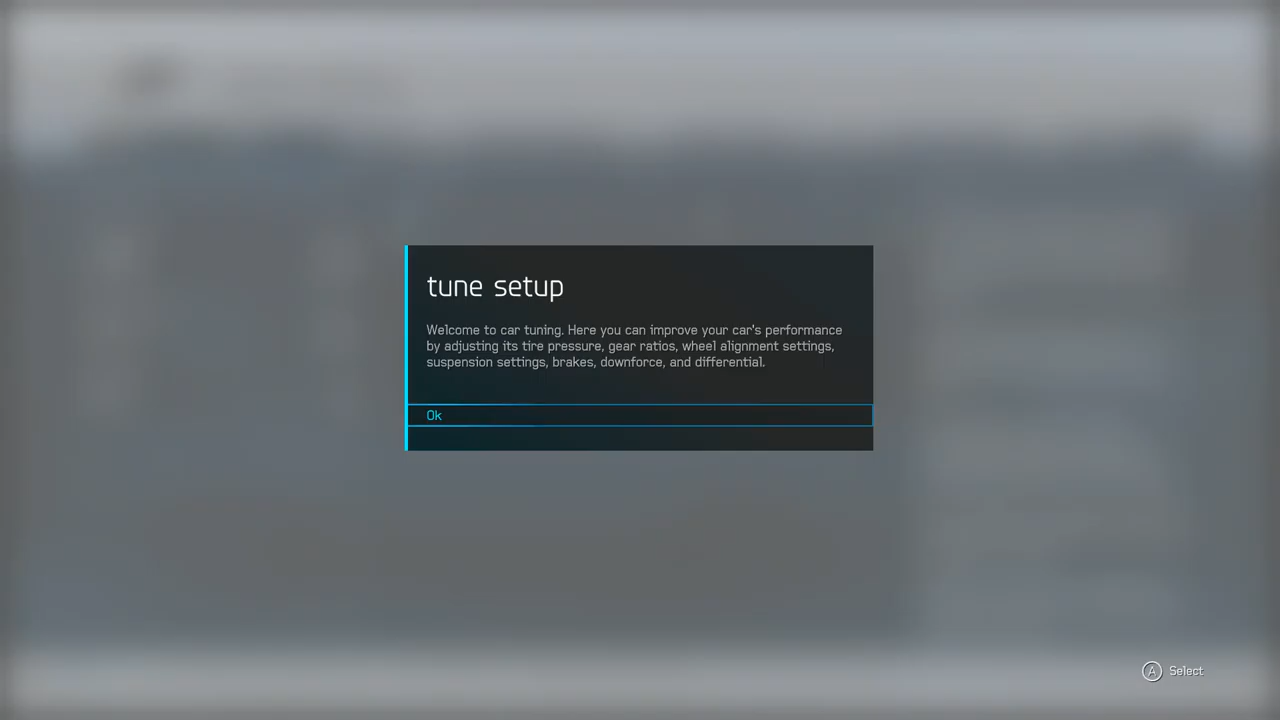 tune setup
Welcome to car tuning. Here you can improve your car's performance
by adjusting its tire pressure, gear ratios, wheel alignment settings,
suspension settings, brakes, downforce, and differential.
Ok
A Select